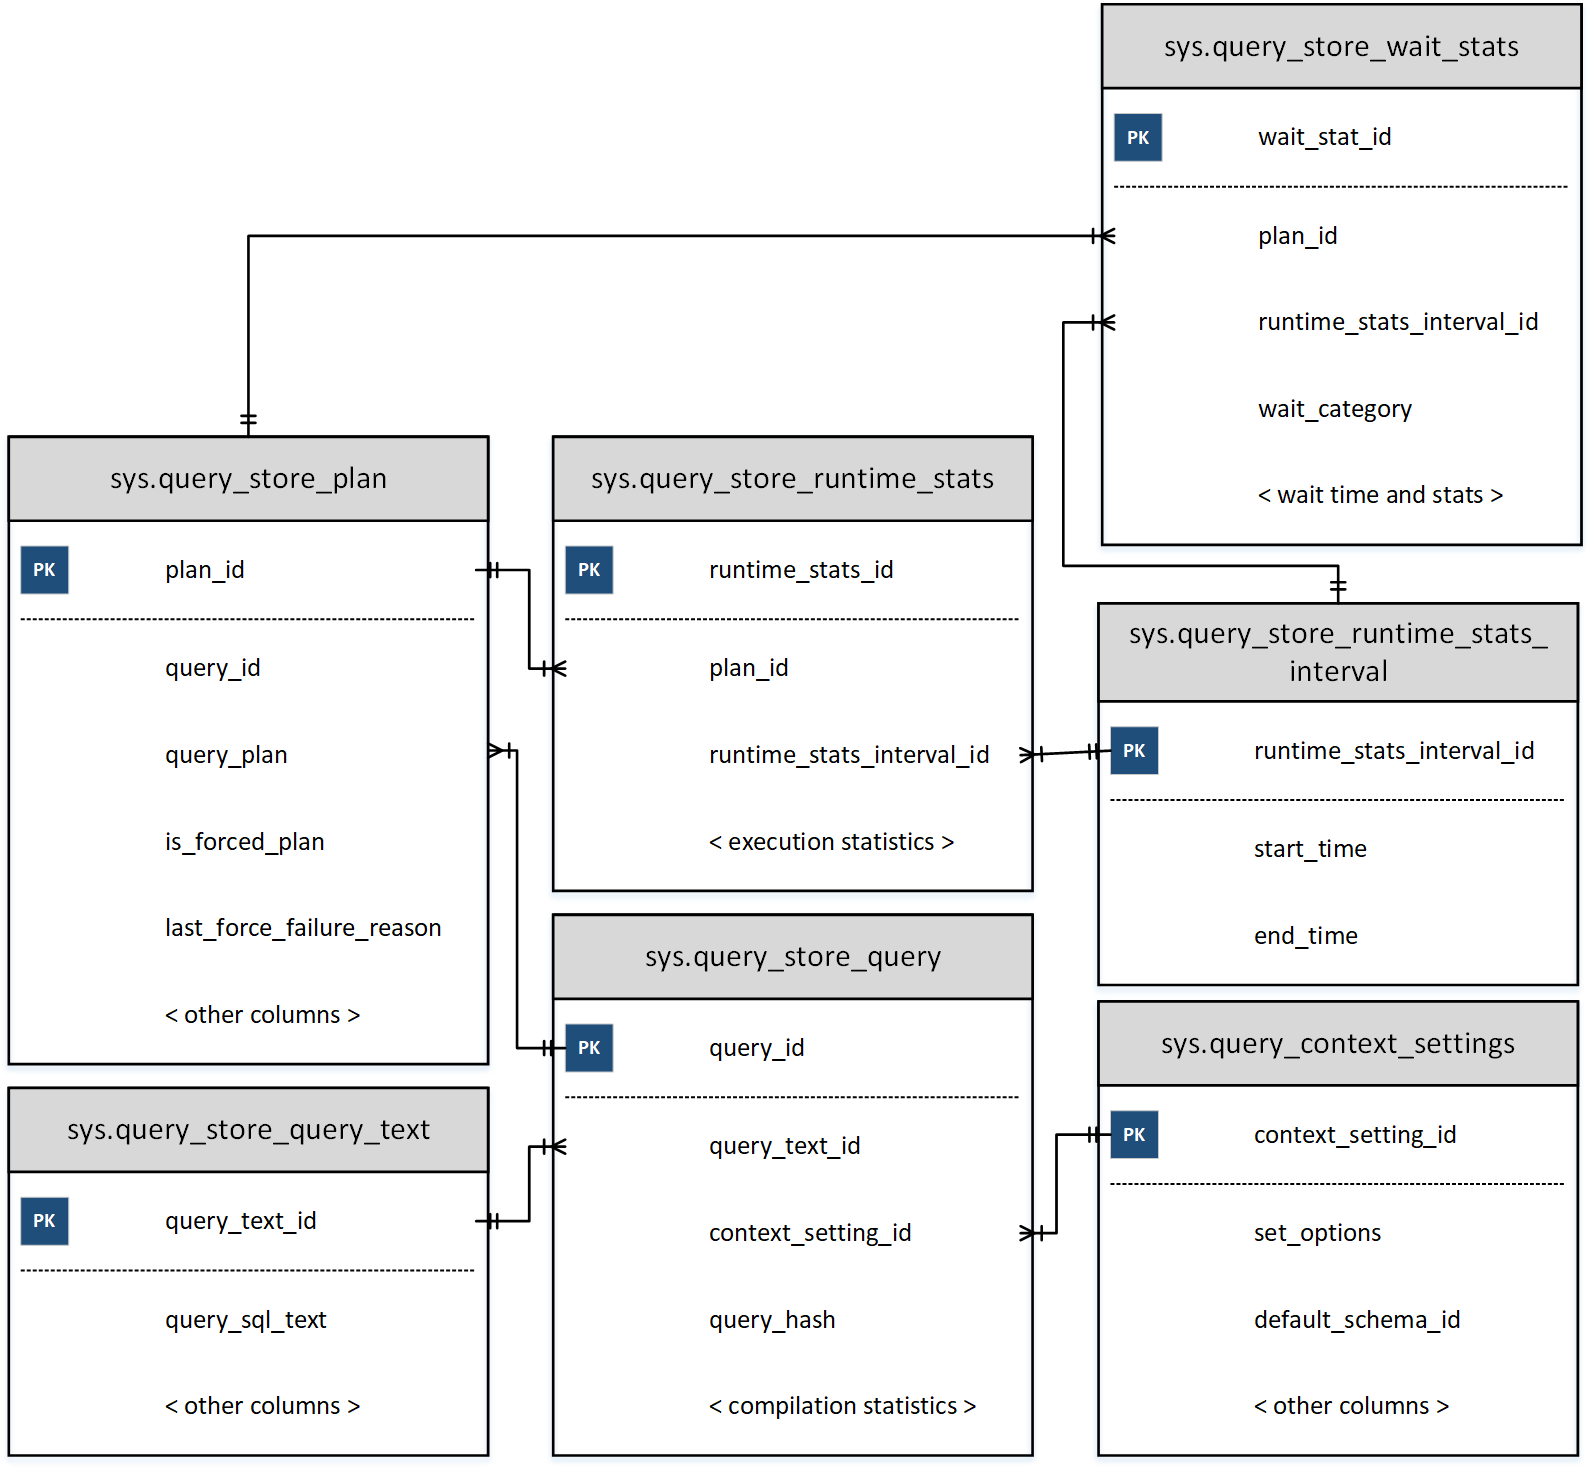 sys.query_store_wait_stats
PK wait_stat_id
plan_id
runtime_stats_interval_id
wait_category
< wait time and stats >
sys.query_store_plan
PK plan_id
query_id
query_plan
is_forced_plan
last_force_failure_reason
< other columns >
sys.query_store_runtime_stats
PK runtime_stats_id
plan_id
runtime_stats_interval_id
< execution statistics >
sys.query_store_runtime_stats_
interval
PK runtime_stats_interval_id
start_time
end_time
sys.query_store_query_text
PK query_text_id
query_sql_text
< other columns >
sys.query_store_query
PK query_id
query_text_id
context_setting_id
query_hash
< compilation statistics >
sys.query_context_settings
PK context_setting_id
set_options
default_schema_id
< other columns >